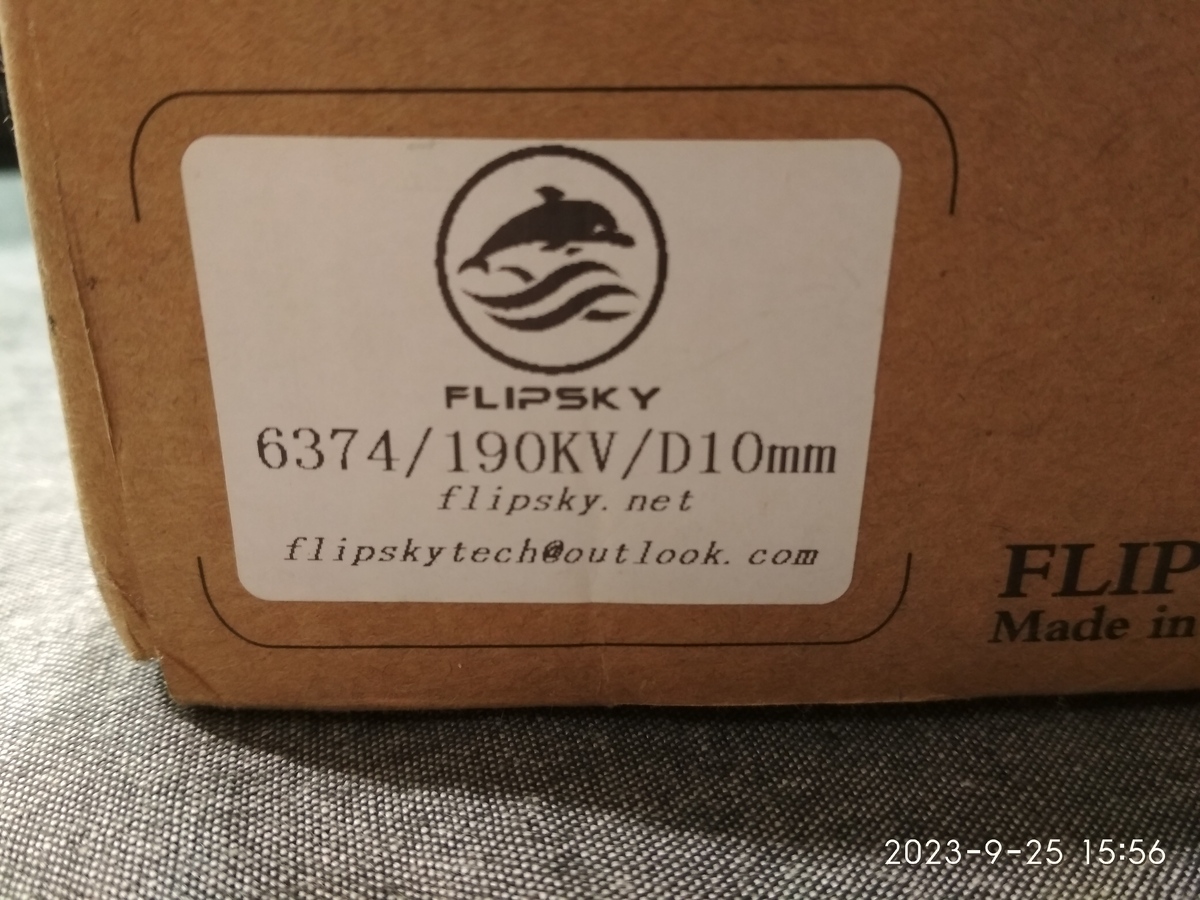 FLIPSKY
6374/190KV/D10mm
flipsky.net
flipskytech@outlook.com
FLIP
Made in
2023-9-25 15:56